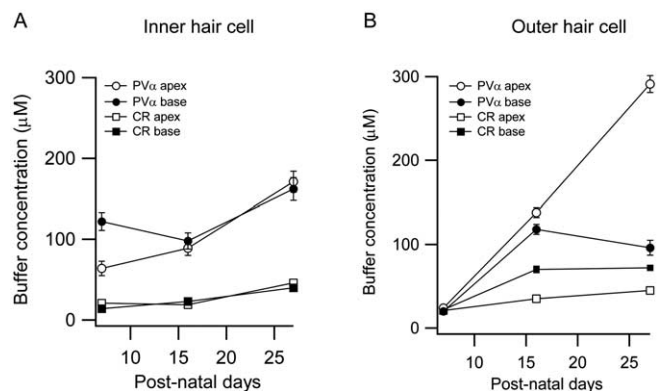 A
Inner hair cell
Buffer concentration (μM)
300
200
100
0
PVα apex
PVα base
CR apex
CR base
10
15
20
25
Post-natal days
B
Outer hair cell
Buffer concentration (μM)
300
200
100
0
PVα apex
PVα base
CR apex
CR base
10
15
20
25
Post-natal days